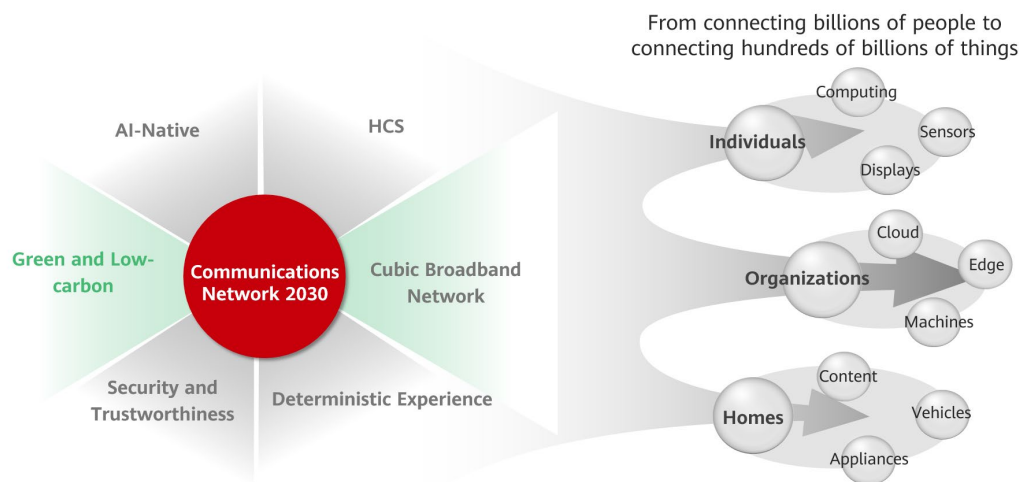 From connecting billions of people to
connecting hundreds of billions of things
AI-Native
HCS
Green and Low-
carbon
Communications
Network 2030
Cubic Broadband
Network
Security and
Trustworthiness
Deterministic Experience
Individuals
Computing
Sensors
Displays
Organizations
Cloud
Edge
Machines
Homes
Content
Vehicles
Appliances